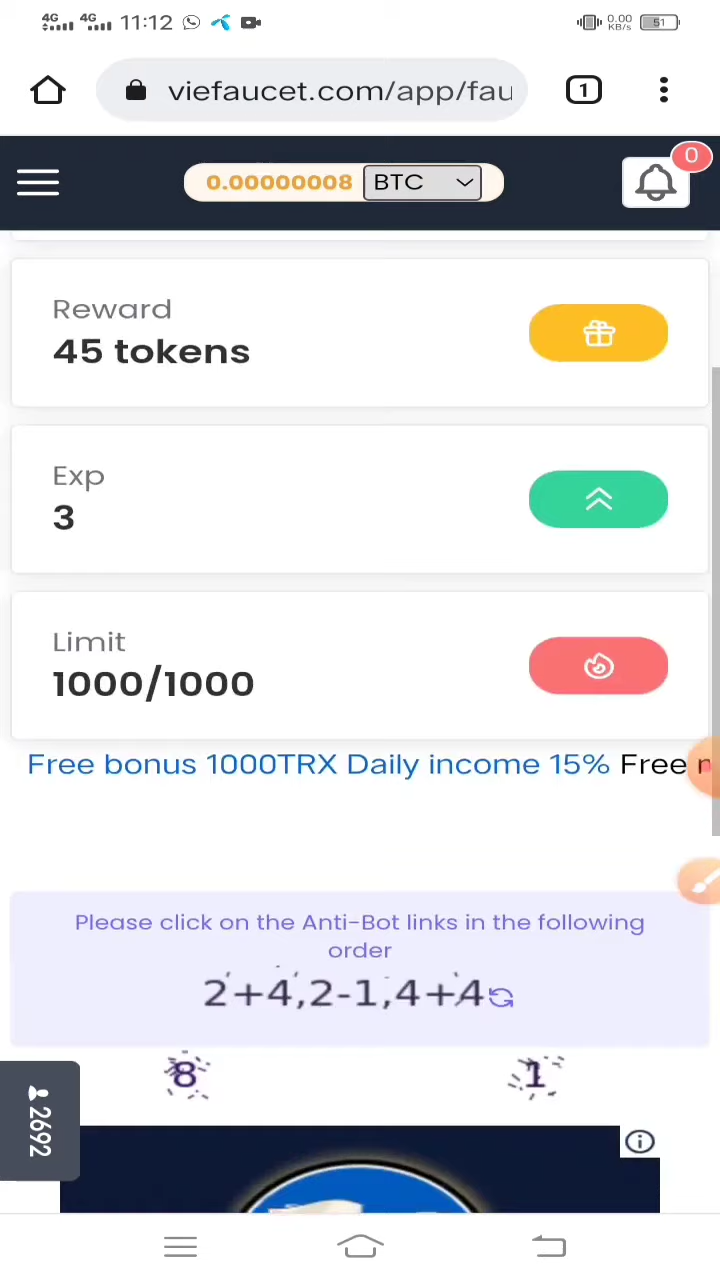 4G 4G 11:12 0.00 KB/s 51
viefaucet.com/app/fau 1
0
0.00000008 BTC
Reward
45 tokens
Exp
3
Limit
1000/1000
Free bonus 1000TRX Daily income 15% Free
Please click on the Anti-Bot links in the following
order
2+4,2-1,4+4
8 1
2692